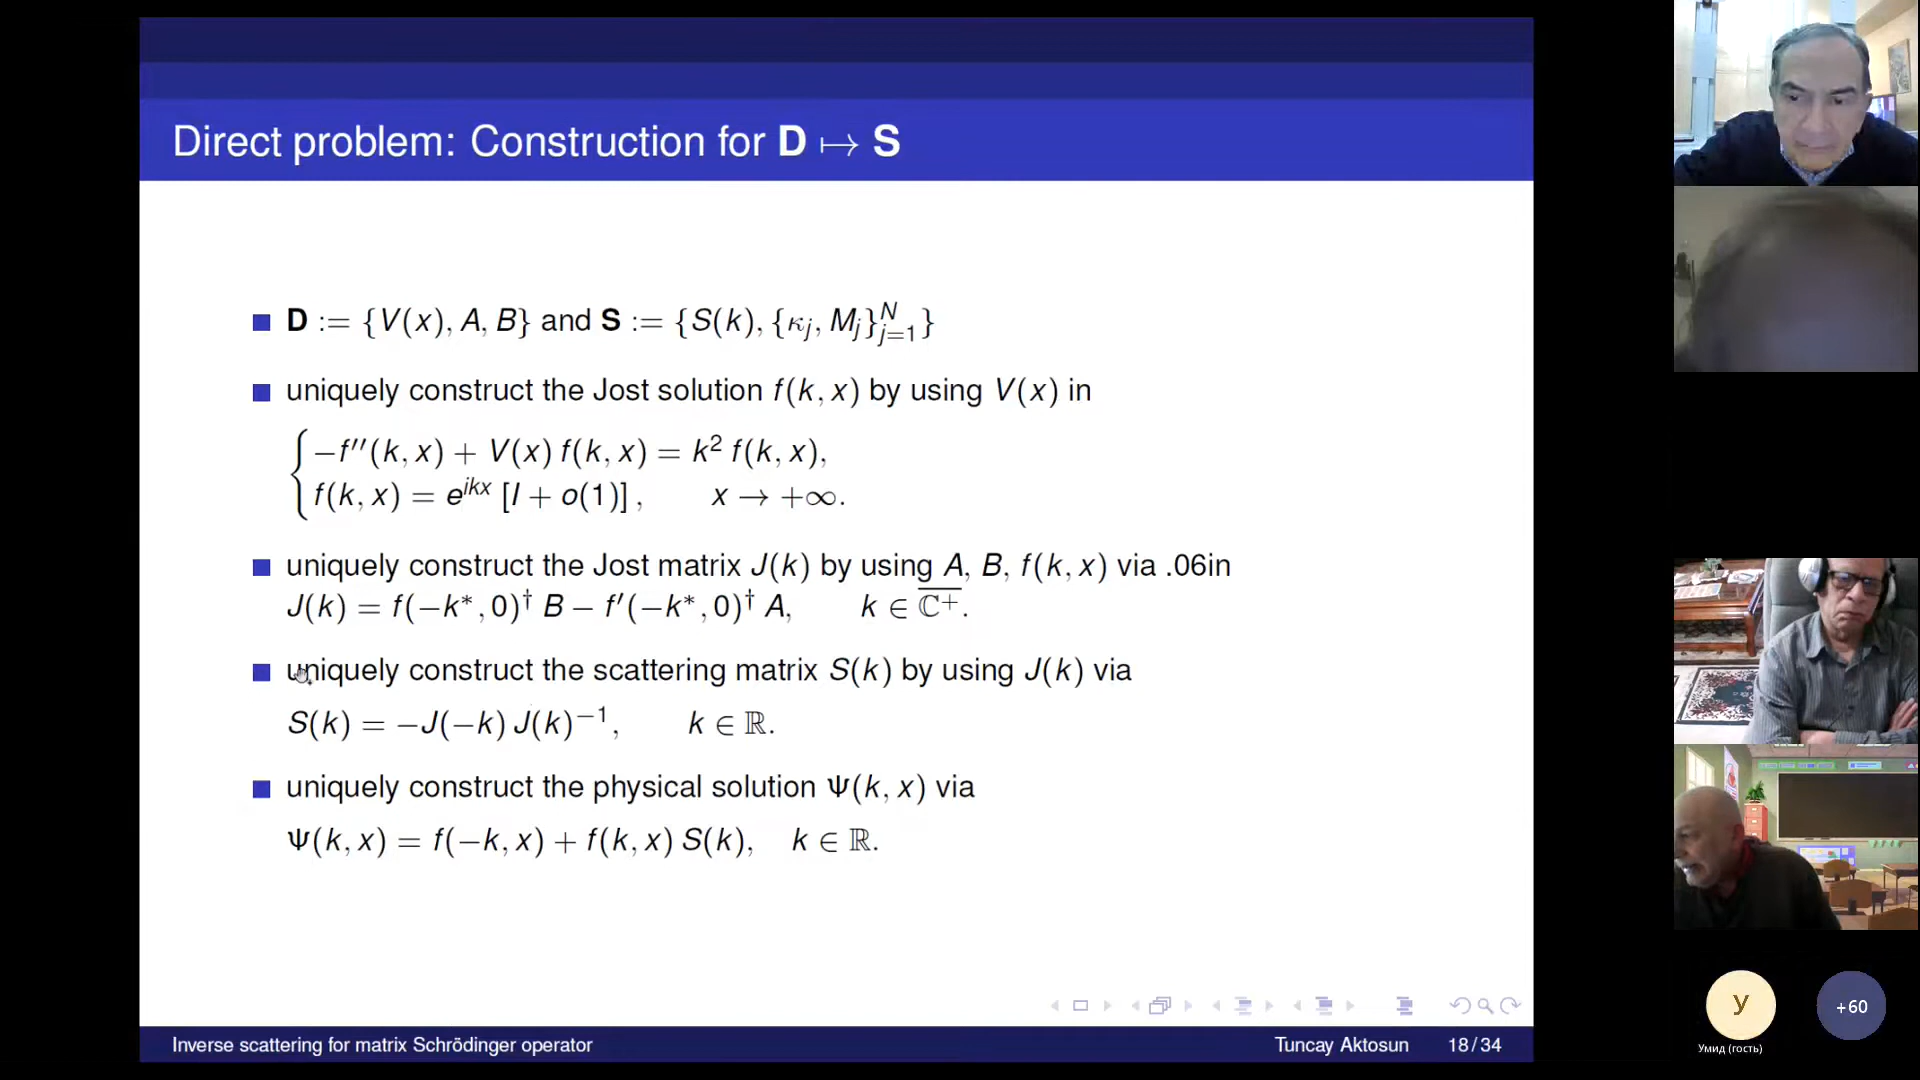 Direct problem: Construction for D ↦ S
D := {V(x), A, B} and S := {S(k), {κ_j, M_j}_{j=1}^N}
uniquely construct the Jost solution f(k, x) by using V(x) in
−f′′(k, x) + V(x) f(k, x) = k² f(k, x),
f(k, x) = e^{ikx} [I + o(1)], x → +∞.
uniquely construct the Jost matrix J(k) by using A, B, f(k, x) via .06in
J(k) = f(−k*, 0)† B − f′(−k*, 0)† A, k ∈ \overline{ℂ⁺}.
uniquely construct the scattering matrix S(k) by using J(k) via
S(k) = −J(−k) J(k)⁻¹, k ∈ ℝ.
uniquely construct the physical solution Ψ(k, x) via
Ψ(k, x) = f(−k, x) + f(k, x) S(k), k ∈ ℝ.
Inverse scattering for matrix Schrödinger operator
Tuncay Aktosun 18/34
У
+60
Умид (гость)